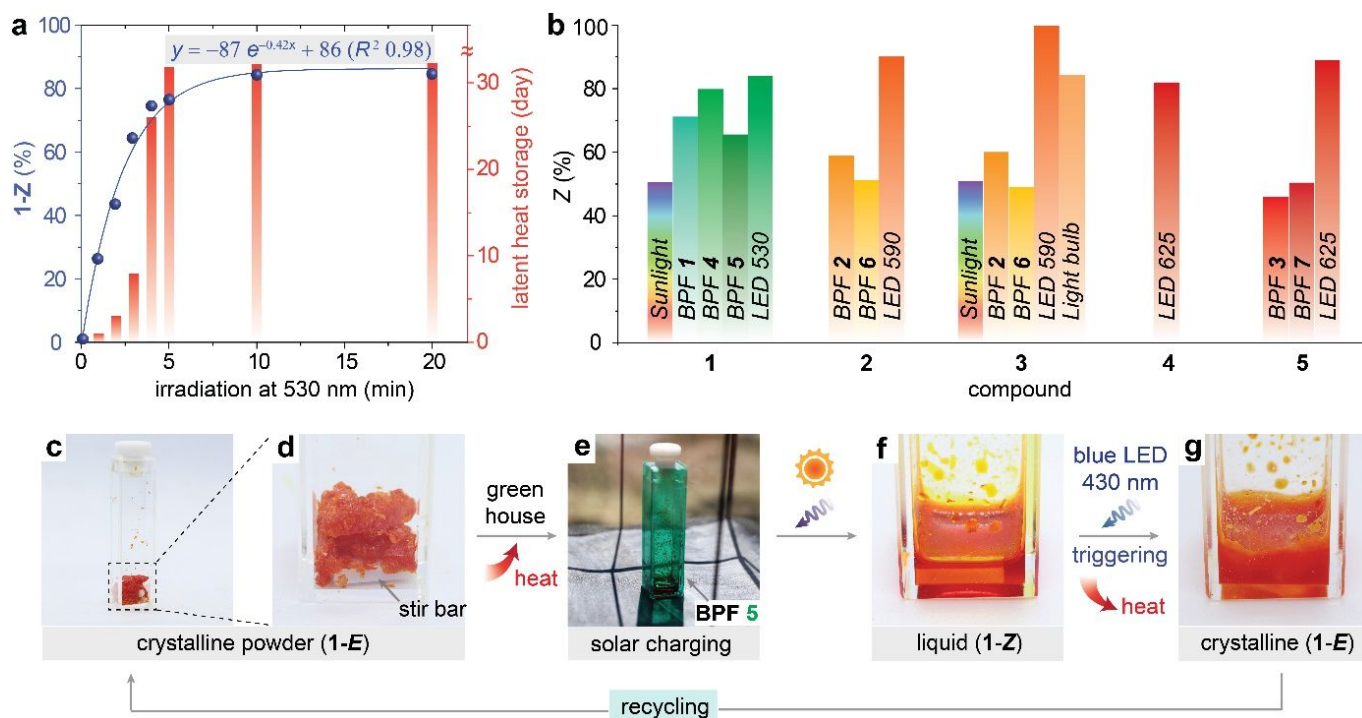 a
y = −87 e^−0.42x + 86 (R² 0.98)
1-Z (%)
100
80
60
40
20
0
0
5
10
15
20
irradiation at 530 nm (min)
30
20
10
0
latent heat storage (day)
b
Z (%)
100
80
60
40
20
0
Sunlight
BPF 1
BPF 4
BPF 5
LED 530
BPF 2
BPF 6
LED 590
Sunlight
BPF 2
BPF 6
LED 590
Light bulb
LED 625
BPF 3
BPF 7
LED 625
1
2
3
4
5
compound
c
d
stir bar
crystalline powder (1-E)
green
house
heat
e
BPF 5
solar charging
f
liquid (1-Z)
blue LED
430 nm
triggering
heat
g
crystalline (1-E)
recycling